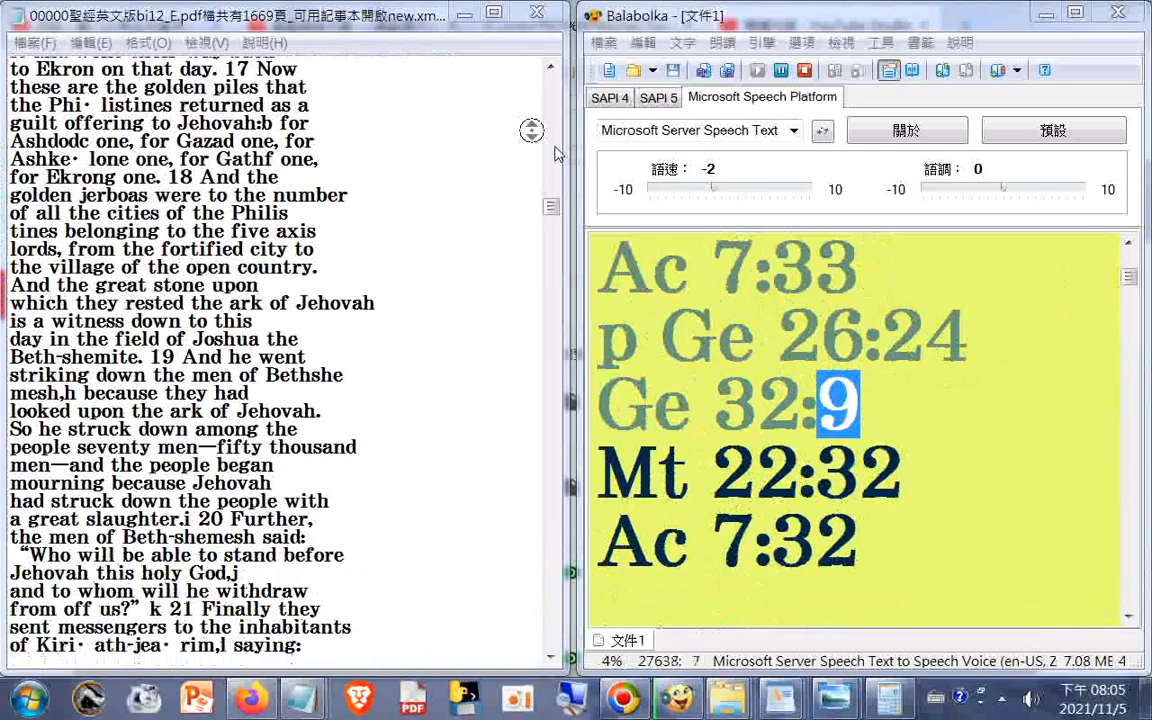 00000聖經英文版bi12_E.pdf檔共有1669頁_可用記事本開啟new.xm...
檔案(F) 編輯(E) 格式(O) 檢視(V) 說明(H)
to Ekron on that day. 17 Now
these are the golden piles that
the Phi· listines returned as a
guilt offering to Jehovah:b for
Ashdodc one, for Gazad one, for
Ashke· lone one, for Gathf one,
for Ekrong one. 18 And the
golden jerboas were to the number
of all the cities of the Philis
tines belonging to the five axis
lords, from the fortified city to
the village of the open country.
And the great stone upon
which they rested the ark of Jehovah
is a witness down to this
day in the field of Joshua the
Beth-shemite. 19 And he went
striking down the men of Bethshe
mesh,h because they had
looked upon the ark of Jehovah.
So he struck down among the
people seventy men—fifty thousand
men—and the people began
mourning because Jehovah
had struck down the people with
a great slaughter.i 20 Further,
the men of Beth-shemesh said:
“Who will be able to stand before
Jehovah this holy God,j
and to whom will he withdraw
from off us?” k 21 Finally they
sent messengers to the inhabitants
of Kiri· ath-jea· rim,l saying:
Balabolka - [文件1]
檔案 編輯 文字 朗讀 引擎 選項 檢視 工具 書籤 說明
SAPI 4 SAPI 5 Microsoft Speech Platform
Microsoft Server Speech Text 關於 預設
語速： -2 語調： 0
-10 10 -10 10
Ac 7:33
p Ge 26:24
Ge 32:9
Mt 22:32
Ac 7:32
文件1
4% 27638: 7 Microsoft Server Speech Text to Speech Voice (en-US, Z 7.08 ME 4
PDF
下午 08:05
2021/11/5